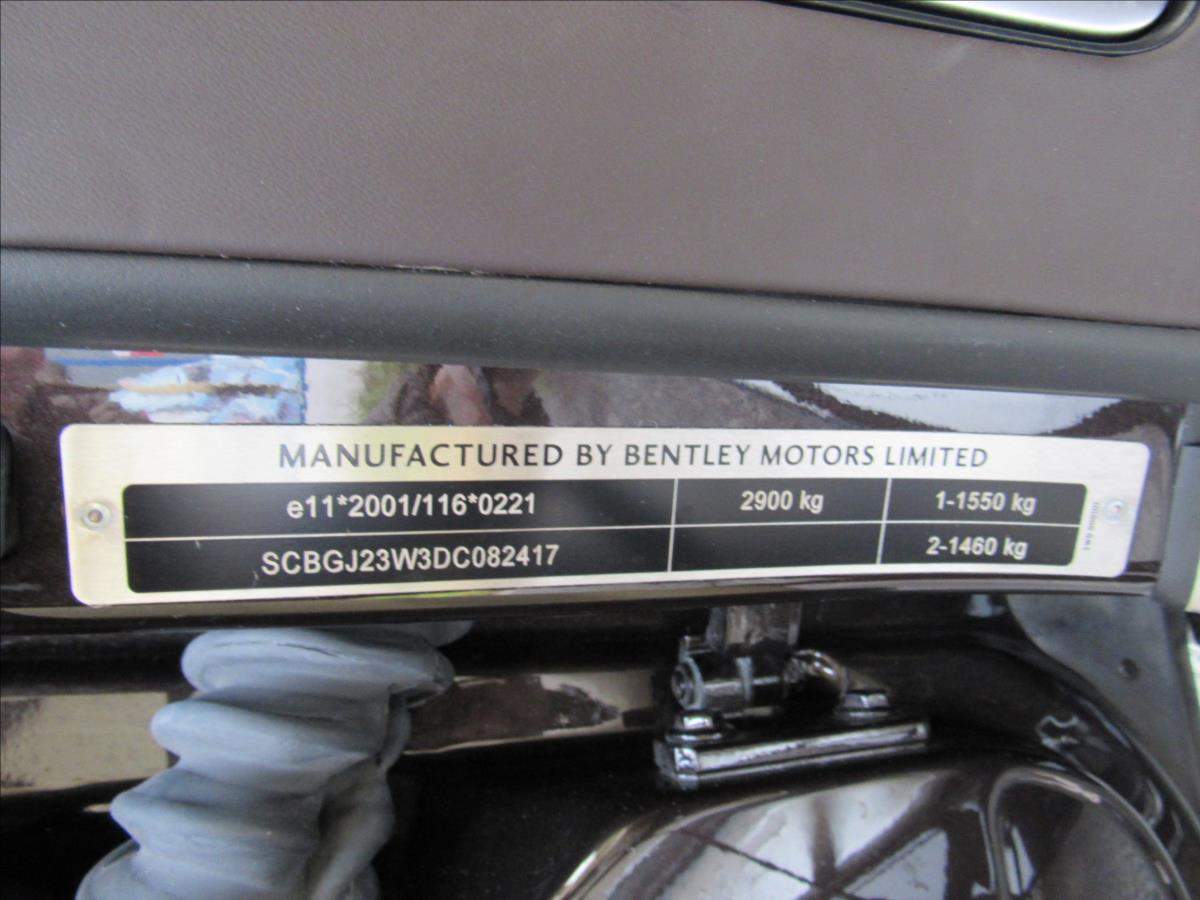 MANUFACTURED BY BENTLEY MOTORS LIMITED
e11*2001/116*0221 2900 kg 1-1550 kg
SCBGJ23W3DC082417 2-1460 kg